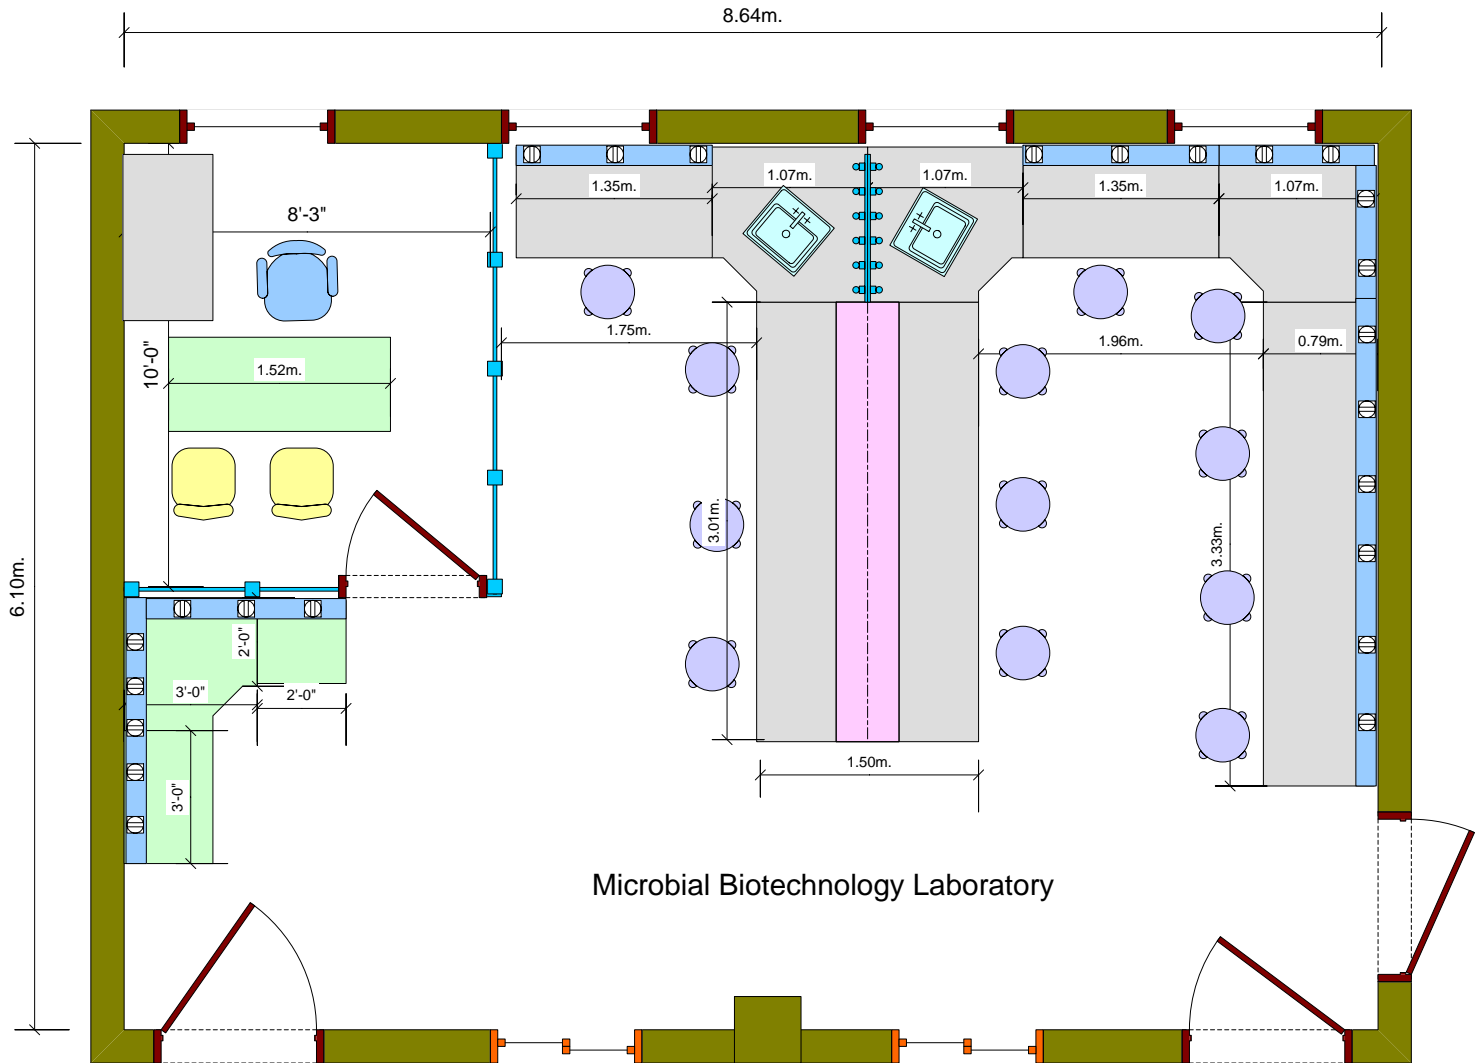 8.64m.
1.35m.
1.07m.
1.07m.
1.35m.
1.07m.
8'-3"
1.75m.
1.96m.
0.79m.
10'-0"
1.52m.
3.01m.
3.33m.
6.10m.
2'-0"
3'-0"
2'-0"
1.50m.
3'-0"
Microbial Biotechnology Laboratory